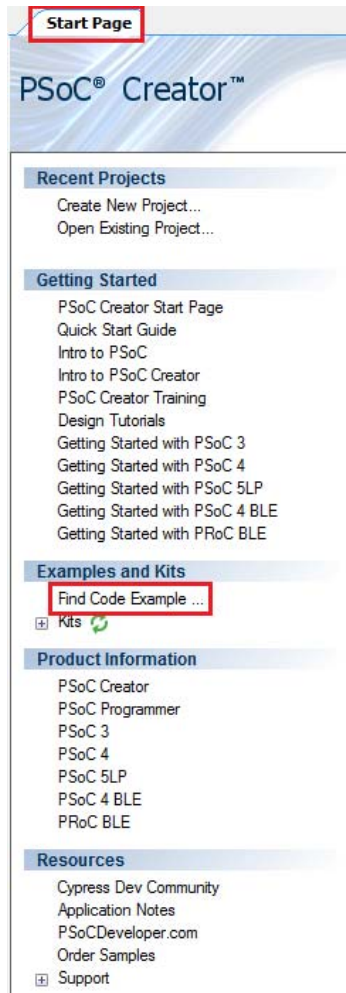 Start Page
PSoC® Creator™
Recent Projects
Create New Project...
Open Existing Project...
Getting Started
PSoC Creator Start Page
Quick Start Guide
Intro to PSoC
Intro to PSoC Creator
PSoC Creator Training
Design Tutorials
Getting Started with PSoC 3
Getting Started with PSoC 4
Getting Started with PSoC 5LP
Getting Started with PSoC 4 BLE
Getting Started with PRoC BLE
Examples and Kits
Find Code Example ...
Kits
Product Information
PSoC Creator
PSoC Programmer
PSoC 3
PSoC 4
PSoC 5LP
PSoC 4 BLE
PRoC BLE
Resources
Cypress Dev Community
Application Notes
PSoCDeveloper.com
Order Samples
Support